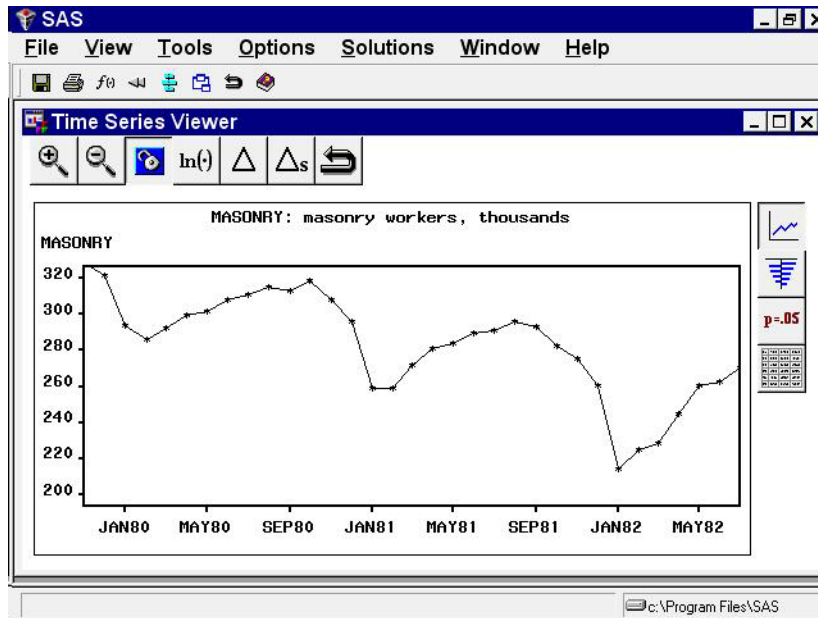 SAS
File View Tools Options Solutions Window Help
f(·)
Time Series Viewer
ln(·) Δ Δs
MASONRY: masonry workers, thousands
MASONRY
320
300
280
260
240
220
200
JAN80 MAY80 SEP80 JAN81 MAY81 SEP81 JAN82 MAY82
p=.05
c:\Program Files\SAS